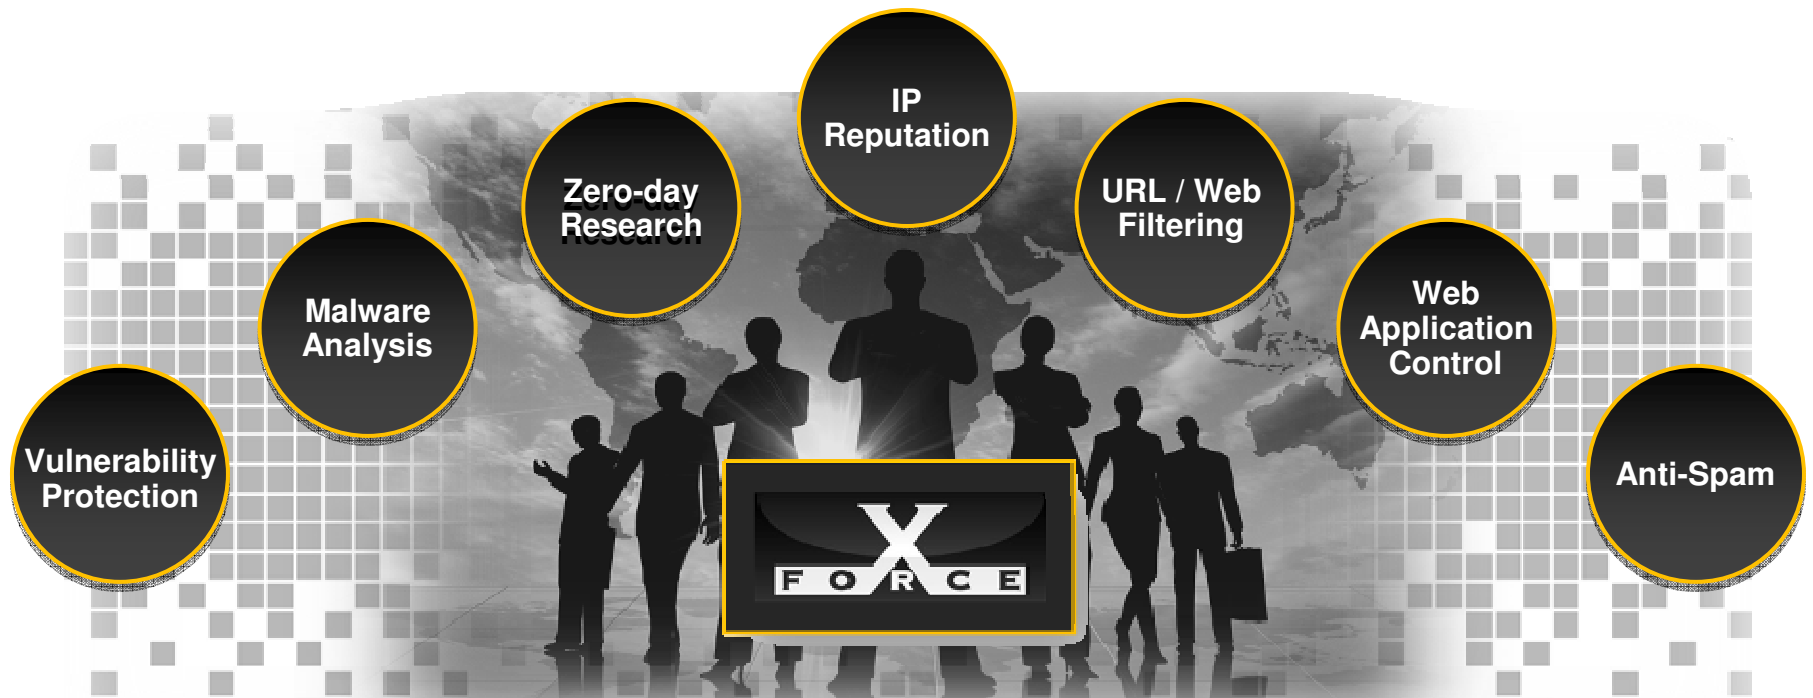 IP
Reputation
Zero-day
Research
URL / Web
Filtering
Malware
Analysis
Web
Application
Control
Vulnerability
Protection
Anti-Spam
X
FORCE